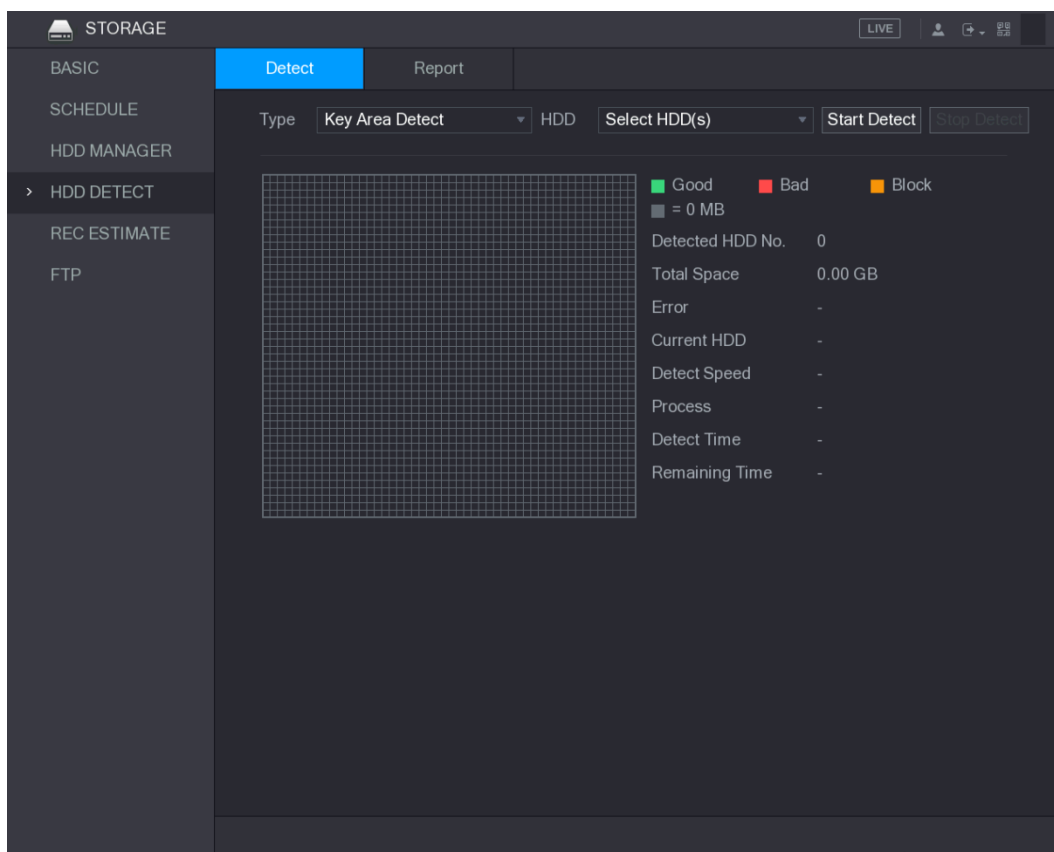 STORAGE LIVE
BASIC Detect Report
SCHEDULE Type Key Area Detect HDD Select HDD(s) Start Detect Stop Detect
HDD MANAGER
> HDD DETECT Good Bad Block
= 0 MB
REC ESTIMATE Detected HDD No. 0
FTP Total Space 0.00 GB
Error -
Current HDD -
Detect Speed -
Process -
Detect Time -
Remaining Time -